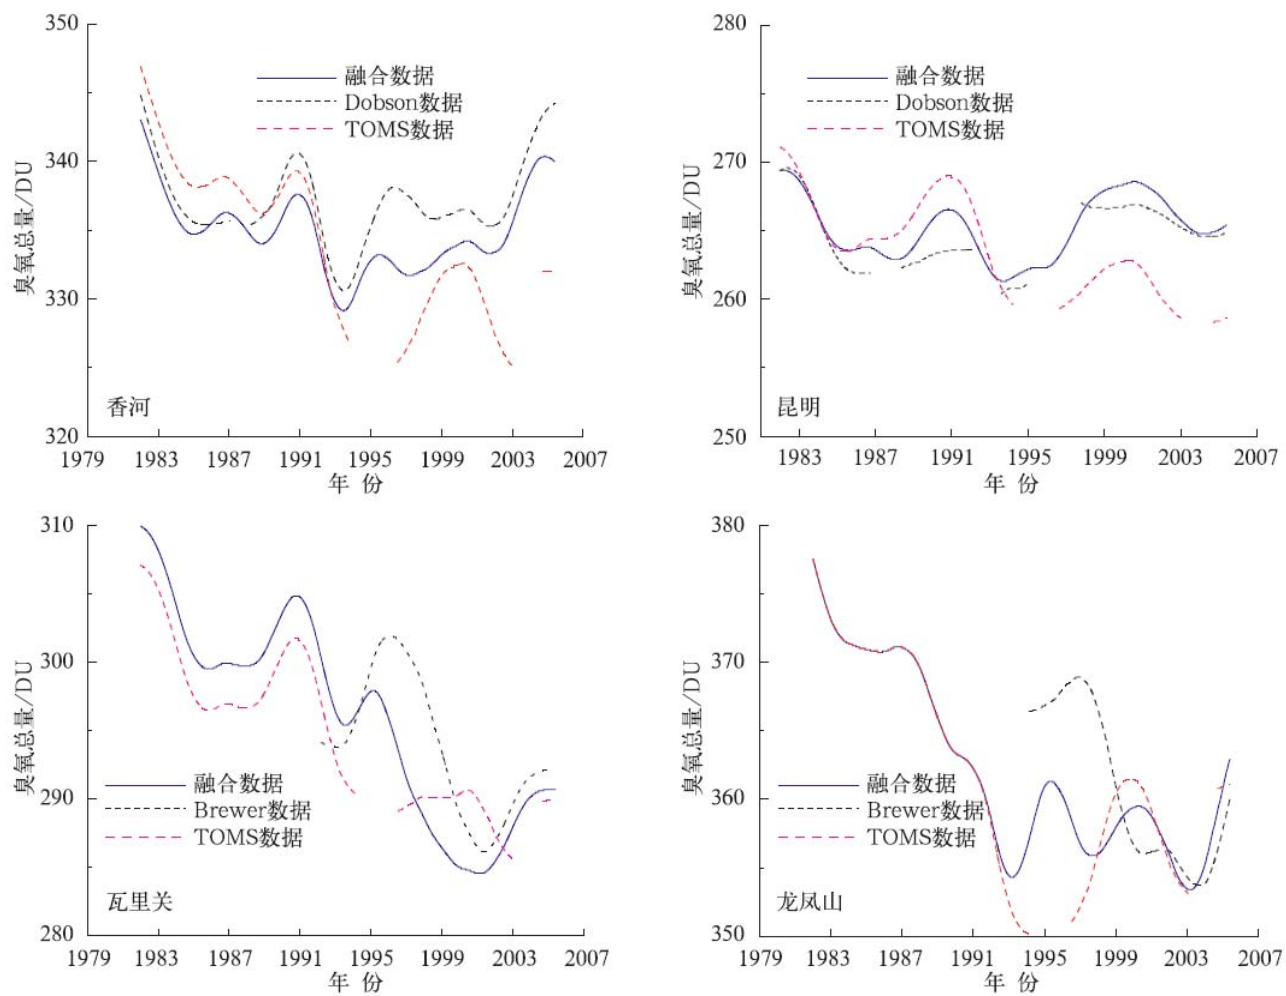 350
340
330
320
臭氧总量/DU
融合数据
Dobson数据
TOMS数据
香河
1979 1983 1987 1991 1995 1999 2003 2007
年 份
280
270
260
250
臭氧总量/DU
融合数据
Dobson数据
TOMS数据
昆明
1983 1987 1991 1995 1999 2003 2007
年 份
310
300
290
280
臭氧总量/DU
融合数据
Brewer数据
TOMS数据
瓦里关
1979 1983 1987 1991 1995 1999 2003 2007
年 份
380
370
360
350
臭氧总量/DU
融合数据
Brewer数据
TOMS数据
龙凤山
1979 1983 1987 1991 1995 1999 2003 2007
年 份